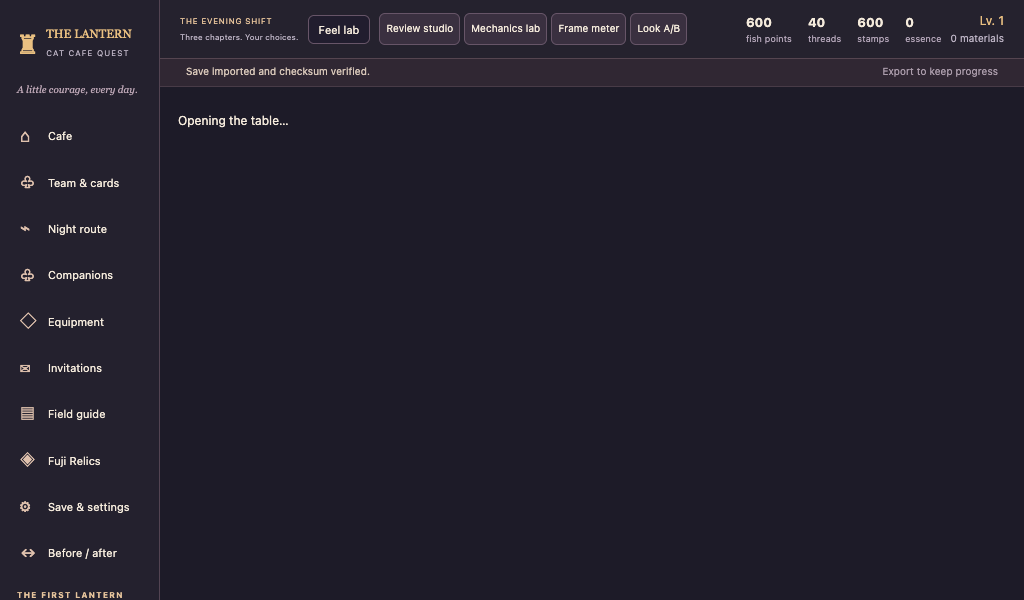 THE LANTERN
CAT CAFE QUEST
A little courage, every day.
Cafe
Team & cards
Night route
Companions
Equipment
Invitations
Field guide
Fuji Relics
Save & settings
Before / after
THE FIRST LANTERN
THE EVENING SHIFT
Three chapters. Your choices.
Feel lab
Review studio
Mechanics lab
Frame meter
Look A/B
600
fish points
40
threads
600
stamps
0
essence
Lv. 1
0 materials
Save imported and checksum verified.
Export to keep progress
Opening the table...